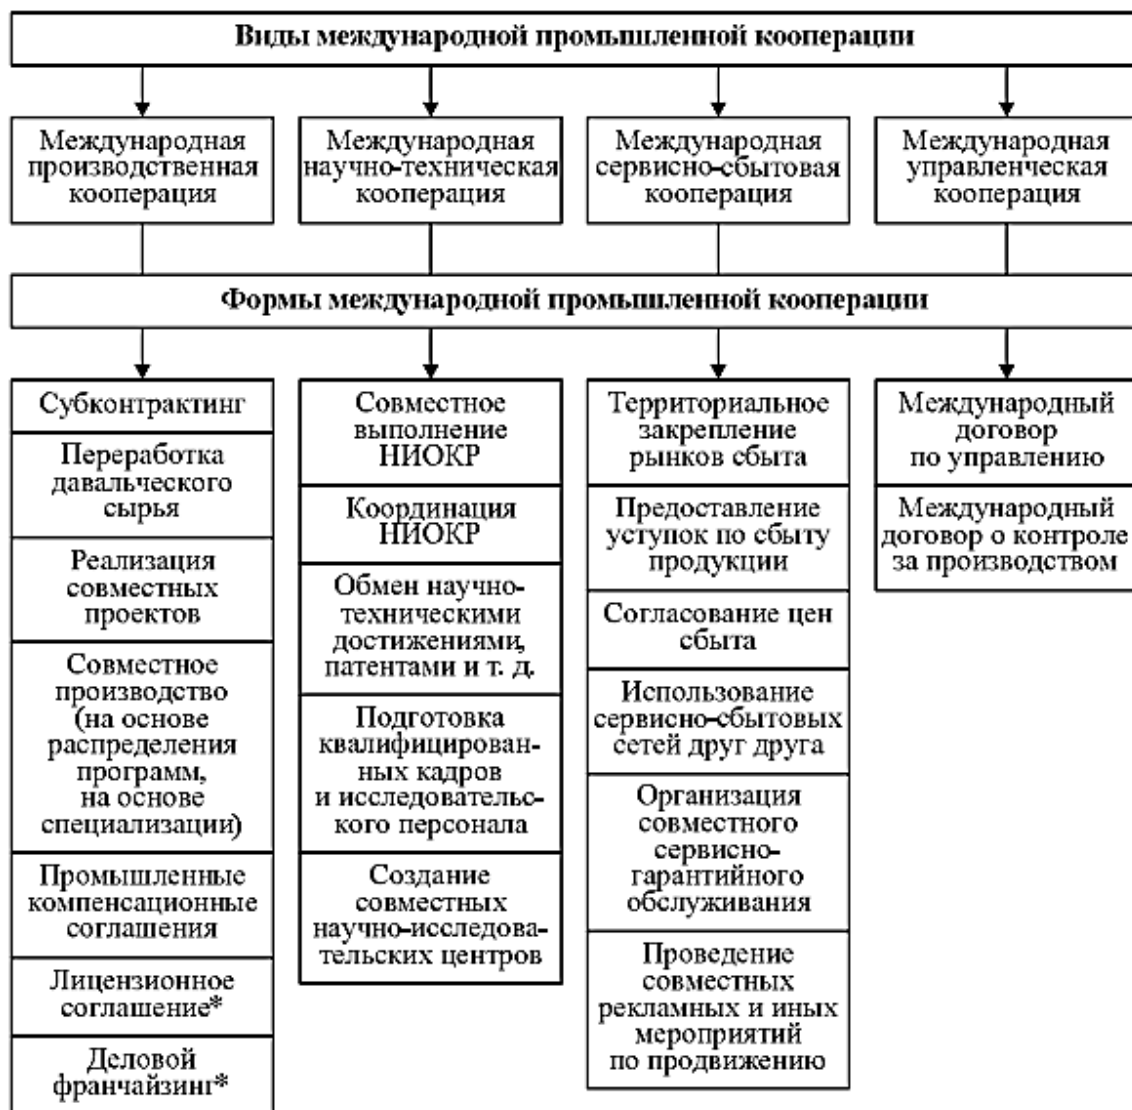 Виды международной промышленной кооперации
Международная
производственная
кооперация
Международная
научно-техническая
кооперация
Международная
сервисно-сбытовая
кооперация
Международная
управленческая
кооперация
Формы международной промышленной кооперации
Субконтрактинг
Переработка
давальческого
сырья
Реализация
совместных
проектов
Совместное
производство
(на основе
распределения
программ,
на основе
специализации)
Промышленные
компенсационные
соглашения
Лицензионное
соглашение*
Деловой
франчайзинг*
Совместное
выполнение
НИОКР
Координация
НИОКР
Обмен научно-
техническими
достижениями,
патентами и т. д.
Подготовка
квалифицирован-
ных кадров
и исследовательс-
кого персонала
Создание
совместных
научно-исследова-
тельских центров
Территориальное
закрепление
рынков сбыта
Предоставление
уступок по сбыту
продукции
Согласование цен
сбыта
Использование
сервисно-сбытовых
сетей друг друга
Организация
совместного
сервисно-
гарантийного
обслуживания
Проведение
совместных
рекламных и иных
мероприятий
по продвижению
Международный
договор
по управлению
Международный
договор о контроле
за производством